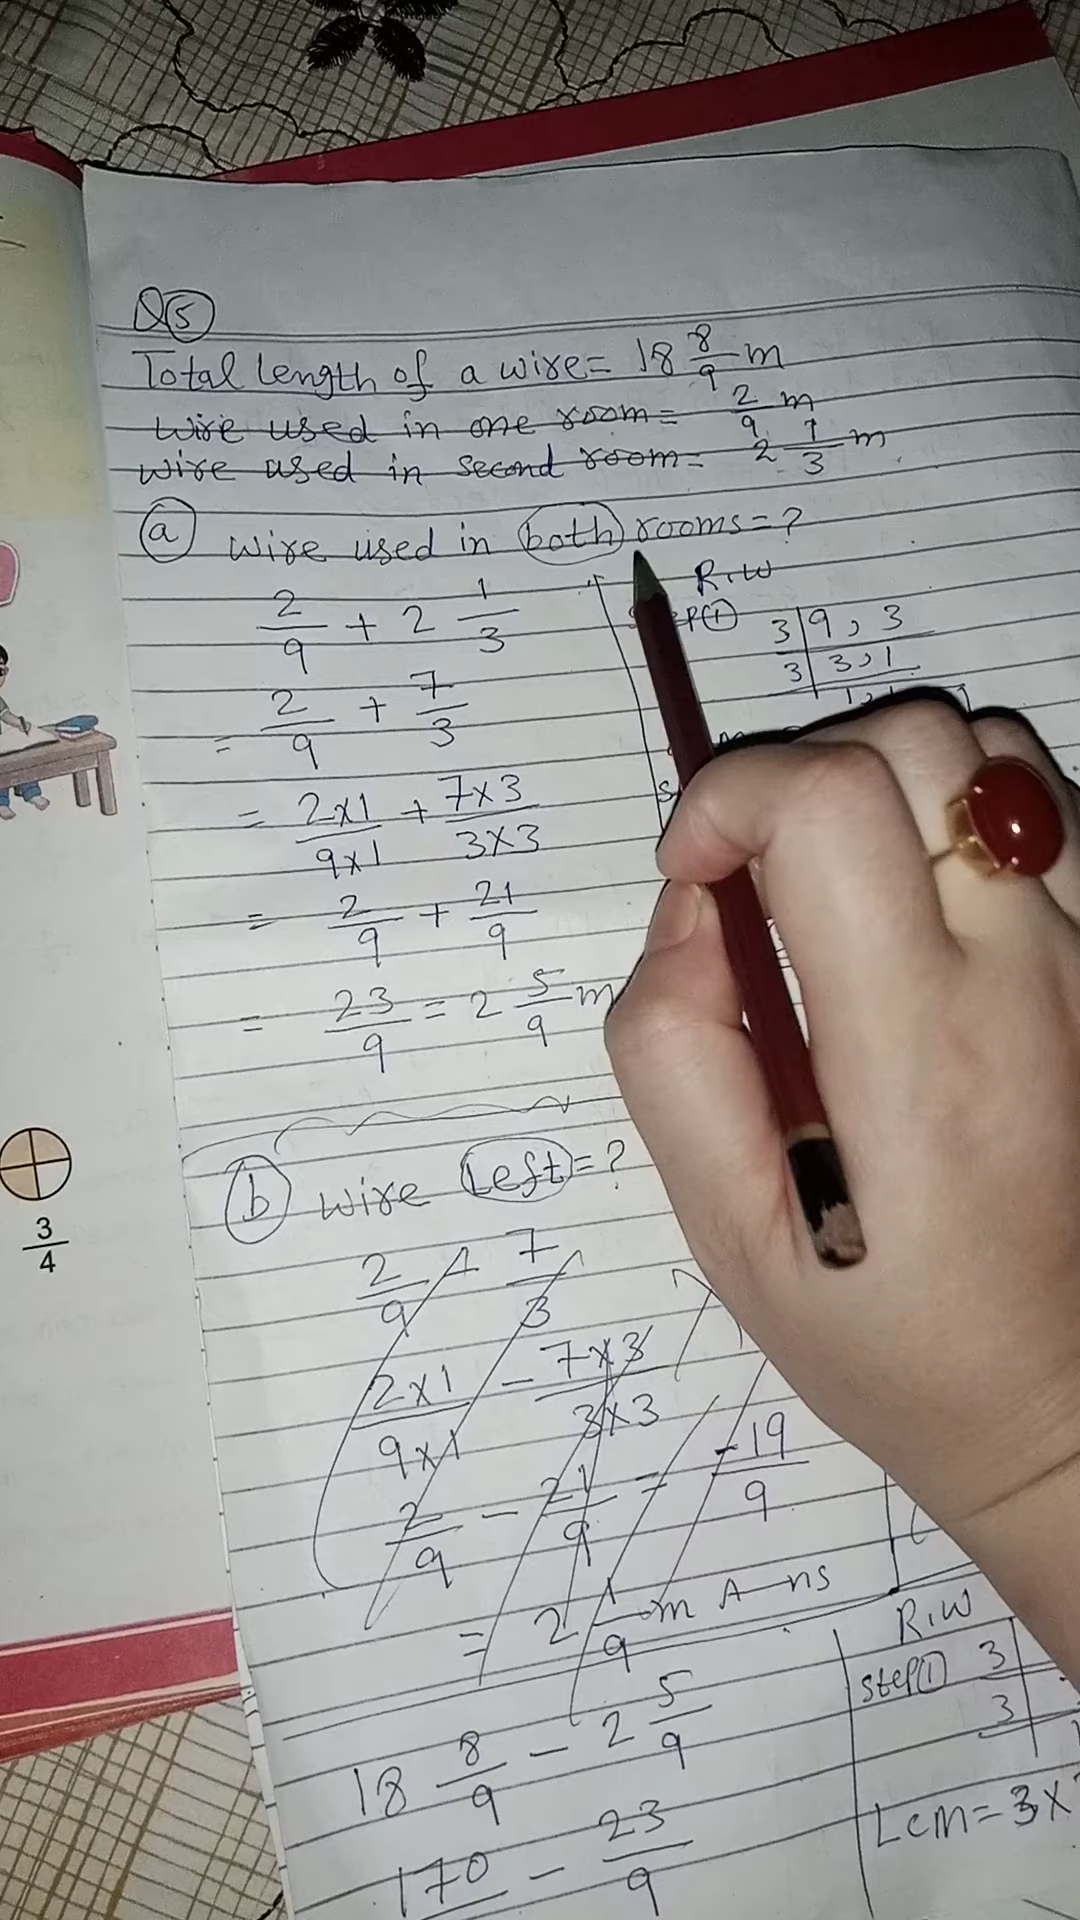 Q5
Total length of a wire= 18 8/9 m
wire used in one room= 2/9 m
wire used in second room= 2 1/3 m
a wire used in both rooms=?
2/9 + 2 1/3
= 2/9 + 7/3
= 2x1/9x1 + 7x3/3x3
= 2/9 + 21/9
= 23/9 = 2 5/9 m
R.W
3 | 9, 3
3 | 3, 1
b wire Left=?
2/9 7/3
2x1/9x1 - 7x3/3x3
2/9 - 21/9 = -19/9
= 2 1/9 m Ans
18 8/9 - 2 5/9
170 - 23/9
R.W
step 1 3
3
Lcm=3x
3/4